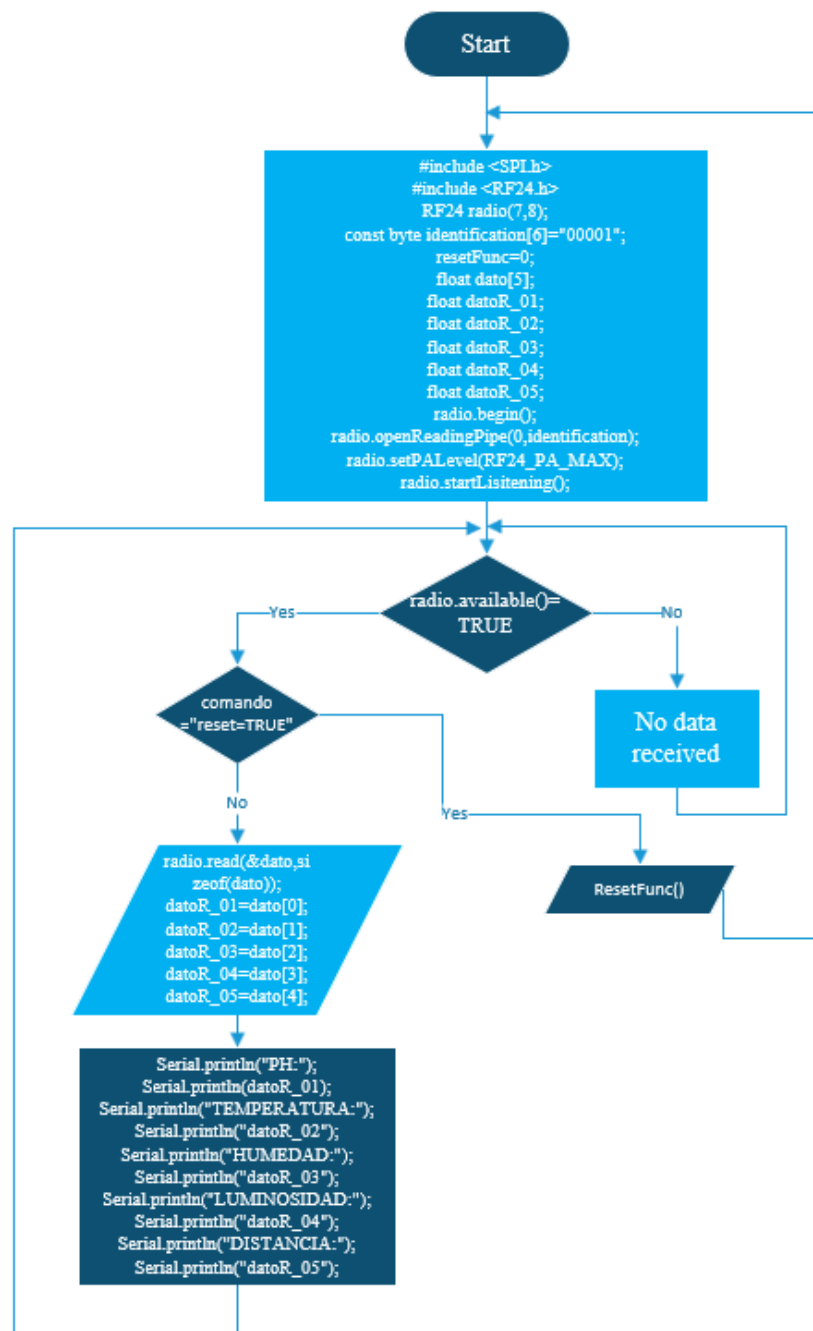 Start
#include <SPI.h>
#include <RF24.h>
RF24 radio(7,8);
const byte identification[6]="00001";
resetFunc=0;
float dato[5];
float datoR_01;
float datoR_02;
float datoR_03;
float datoR_04;
float datoR_05;
radio.begin();
radio.openReadingPipe(0,identification);
radio.setPALevel(RF24_PA_MAX);
radio.startLisitening();
radio.available()=
TRUE
Yes
No
comando
="reset=TRUE"
No data
received
No
Yes
radio.read(&dato,si
zeof(dato));
datoR_01=dato[0];
datoR_02=dato[1];
datoR_03=dato[2];
datoR_04=dato[3];
datoR_05=dato[4];
ResetFunc()
Serial.println("PH:");
Serial.println(datoR_01);
Serial.println("TEMPERATURA:");
Serial.println("datoR_02");
Serial.println("HUMEDAD:");
Serial.println("datoR_03");
Serial.println("LUMINOSIDAD:");
Serial.println("datoR_04");
Serial.println("DISTANCIA:");
Serial.println("datoR_05");